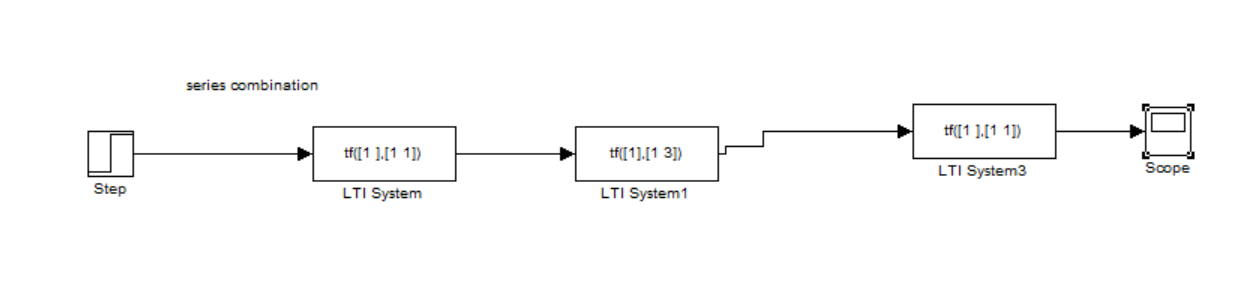 series combination
tf([1 ],[1 1])
tf([1],[1 3])
tf([1 ],[1 1])
Step
LTI System
LTI System1
LTI System3
Scope